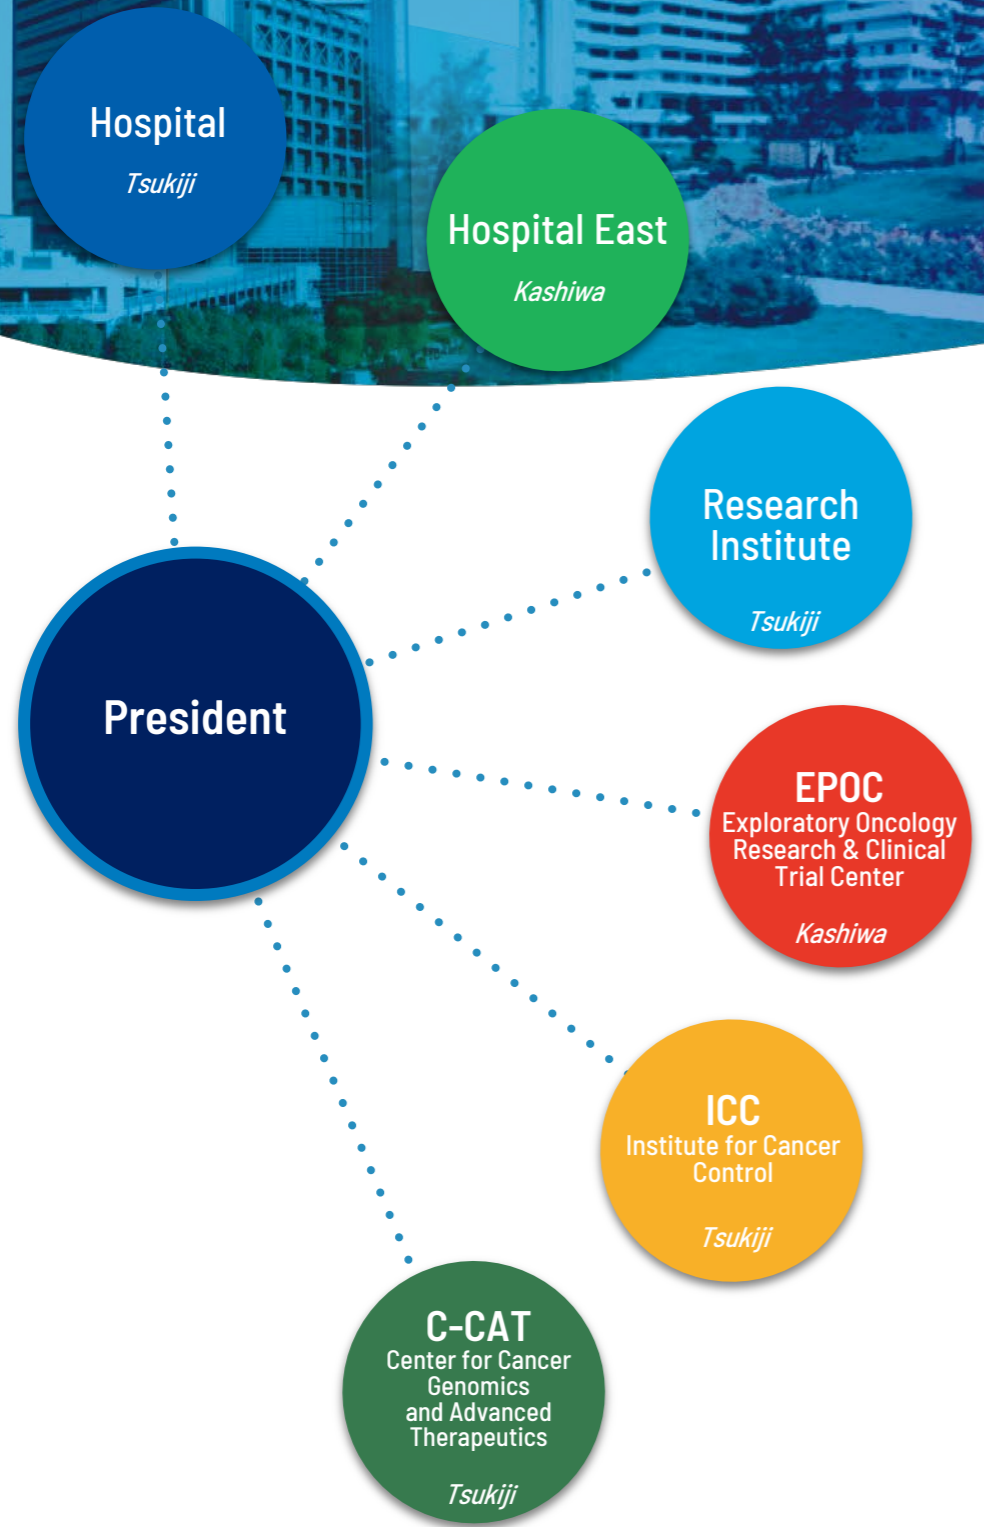 Hospital
Tsukiji
Hospital East
Kashiwa
Research
Institute
Tsukiji
President
EPOC
Exploratory Oncology
Research & Clinical
Trial Center
Kashiwa
ICC
Institute for Cancer
Control
Tsukiji
C-CAT
Center for Cancer
Genomics
and Advanced
Therapeutics
Tsukiji